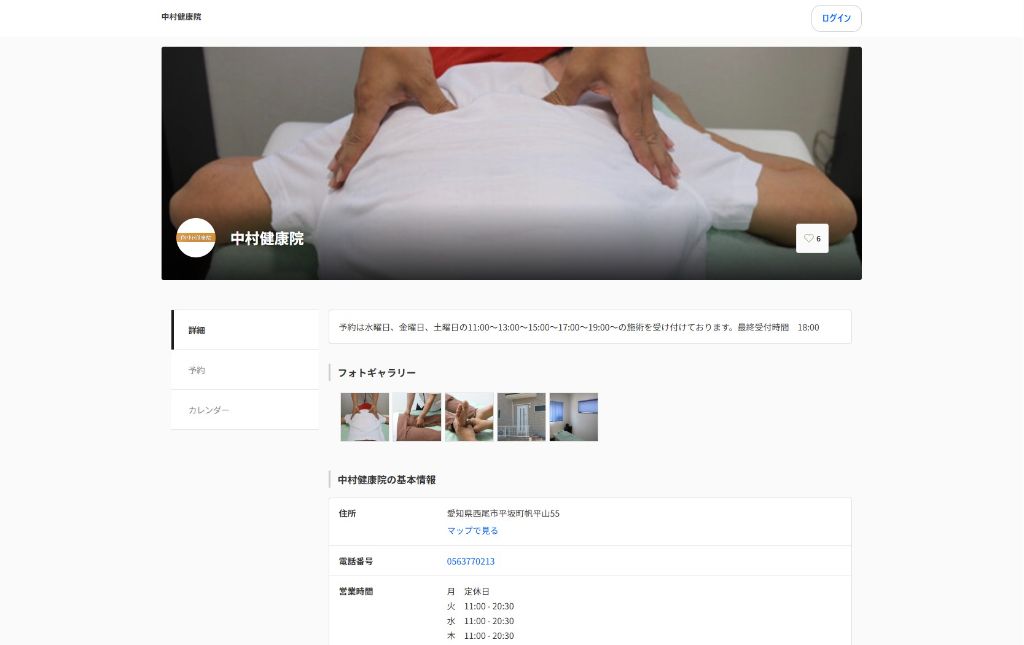 中村健康院
ログイン
中村健康院
中村健康院
6
詳細
予約
カレンダー
予約は水曜日、金曜日、土曜日の11:00〜13:00〜15:00〜17:00〜19:00〜の施術を受け付けております。最終受付時間　18:00
フォトギャラリー
中村健康院の基本情報
住所
愛知県西尾市平坂町帆平山55
マップで見る
電話番号
0563770213
営業時間
月　定休日
火　11:00 - 20:30
水　11:00 - 20:30
木　11:00 - 20:30